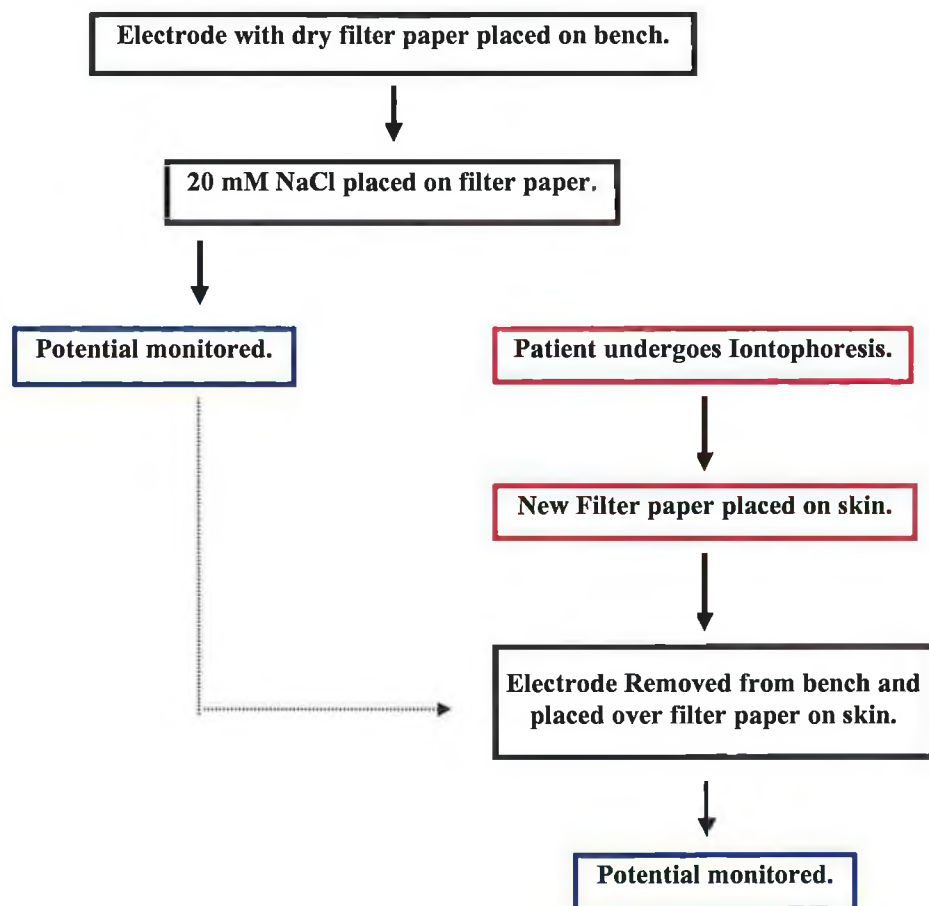 Electrode with dry filter paper placed on bench.
20 mM NaCl placed on filter paper.
Potential monitored.
Patient undergoes Iontophoresis.
New Filter paper placed on skin.
Electrode Removed from bench and
placed over filter paper on skin.
Potential monitored.